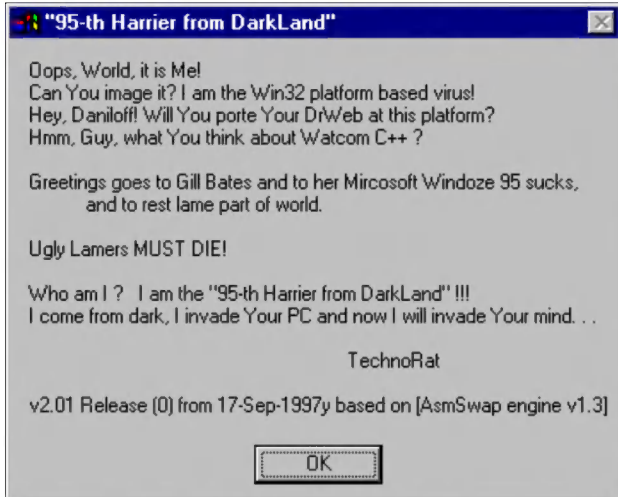 "95-th Harrier from DarkLand"
Oops, World, it is Me!
Can You image it? I am the Win32 platform based virus!
Hey, Daniloff! Will You porte Your DrWeb at this platform?
Hmm, Guy, what You think about Watcom C++ ?
Greetings goes to Gill Bates and to her Mircosoft Windoze 95 sucks,
and to rest lame part of world.
Ugly Lamers MUST DIE!
Who am I ? I am the "95-th Harrier from DarkLand" !!!
I come from dark, I invade Your PC and now I will invade Your mind. . .
TechnoRat
v2.01 Release (0) from 17-Sep-1997y based on [AsmSwap engine v1.3]
OK